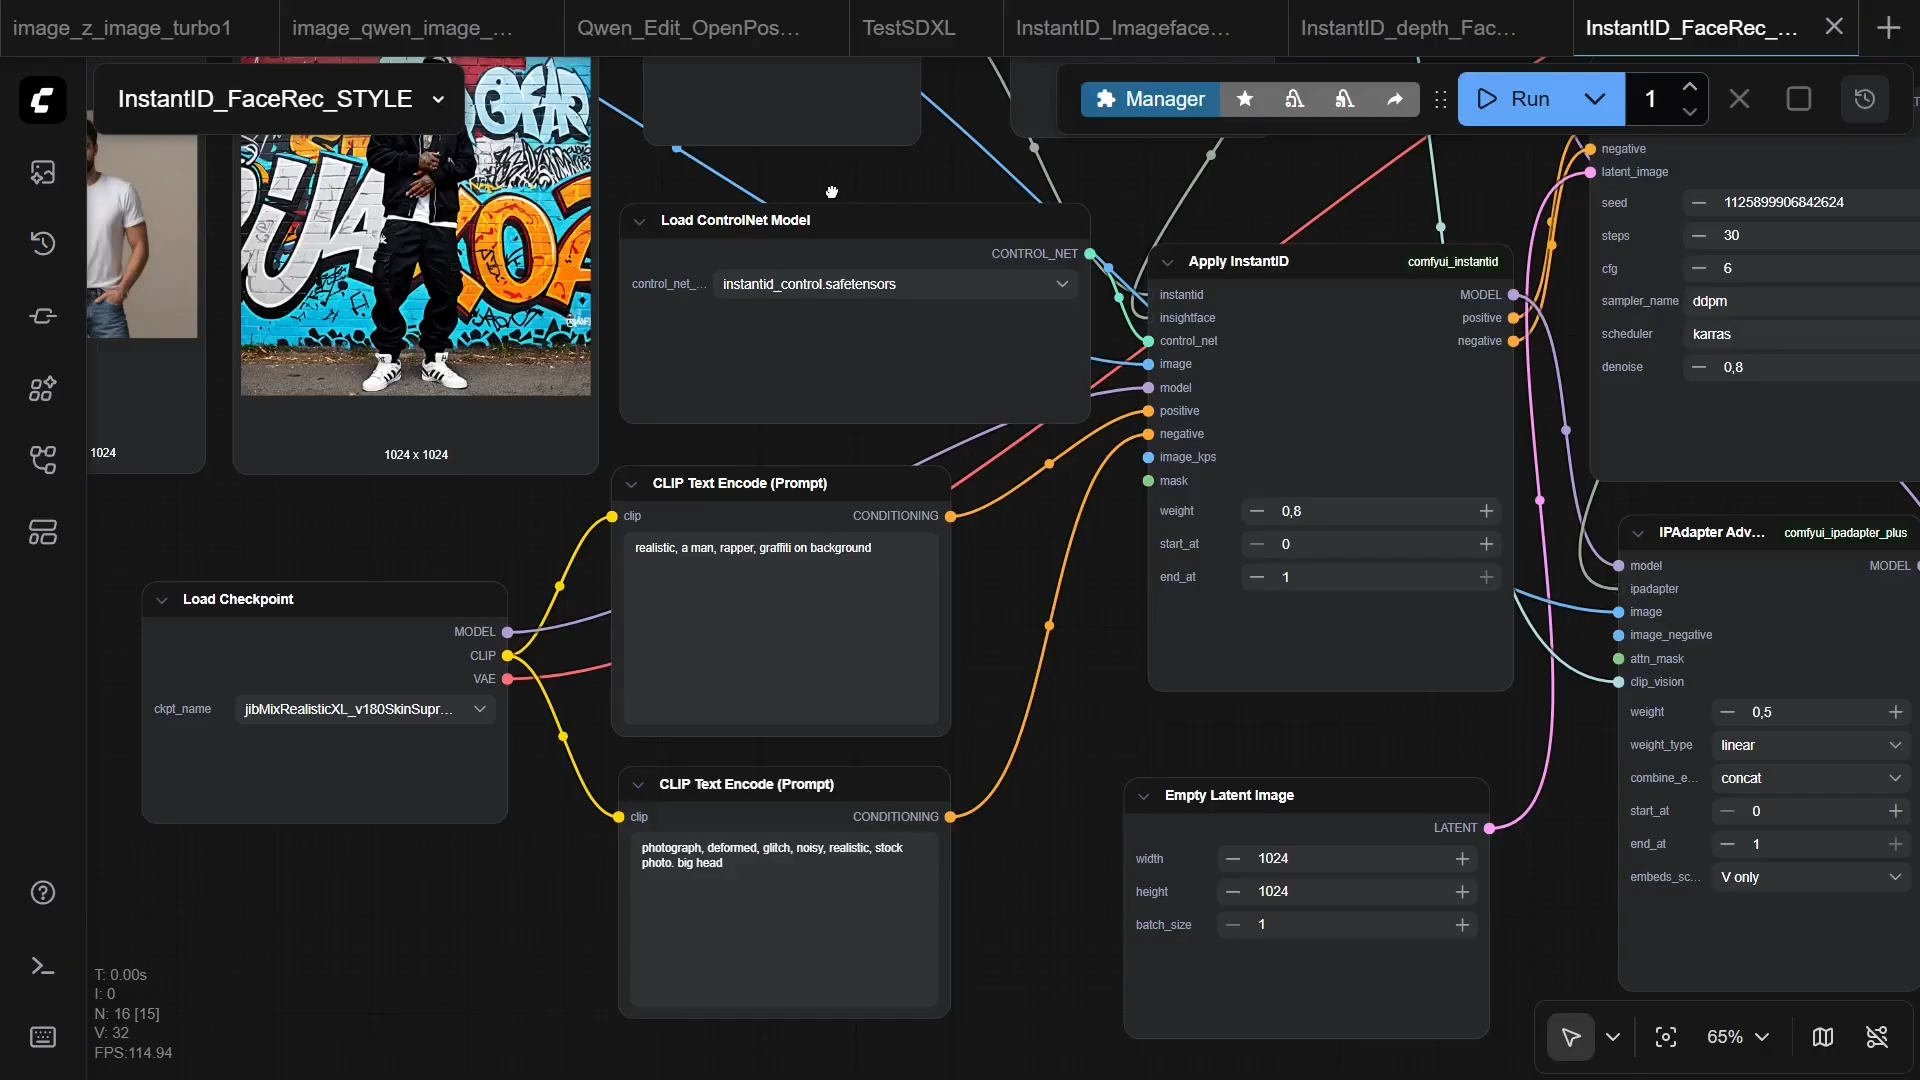 image_z_image_turbo1
image_qwen_image_...
Qwen_Edit_OpenPos...
TestSDXL
InstantID_Imageface...
InstantID_depth_Fac...
InstantID_FaceRec_...
InstantID_FaceRec_STYLE
Manager
Run
1
1024
1024 x 1024
Load ControlNet Model
CONTROL_NET
control_net_...
instantid_control.safetensors
Apply InstantID
comfyui_instantid
instantid
MODEL
insightface
positive
control_net
negative
image
model
positive
negative
image_kps
mask
weight
0,8
start_at
0
end_at
1
negative
latent_image
seed
1125899906842624
steps
30
cfg
6
sampler_name
ddpm
scheduler
karras
denoise
0,8
CLIP Text Encode (Prompt)
clip
CONDITIONING
realistic, a man, rapper, graffiti on background
Load Checkpoint
MODEL
CLIP
VAE
ckpt_name
jibMixRealisticXL_v180SkinSupr...
CLIP Text Encode (Prompt)
clip
CONDITIONING
photograph, deformed, glitch, noisy, realistic, stock
photo. big head
Empty Latent Image
LATENT
width
1024
height
1024
batch_size
1
IPAdapter Adv...
comfyui_ipadapter_plus
model
MODEL
ipadapter
image
image_negative
attn_mask
clip_vision
weight
0,5
weight_type
linear
combine_e...
concat
start_at
0
end_at
1
embeds_sc...
V only
T: 0.00s
I: 0
N: 16 [15]
V: 32
FPS:114.94
65%